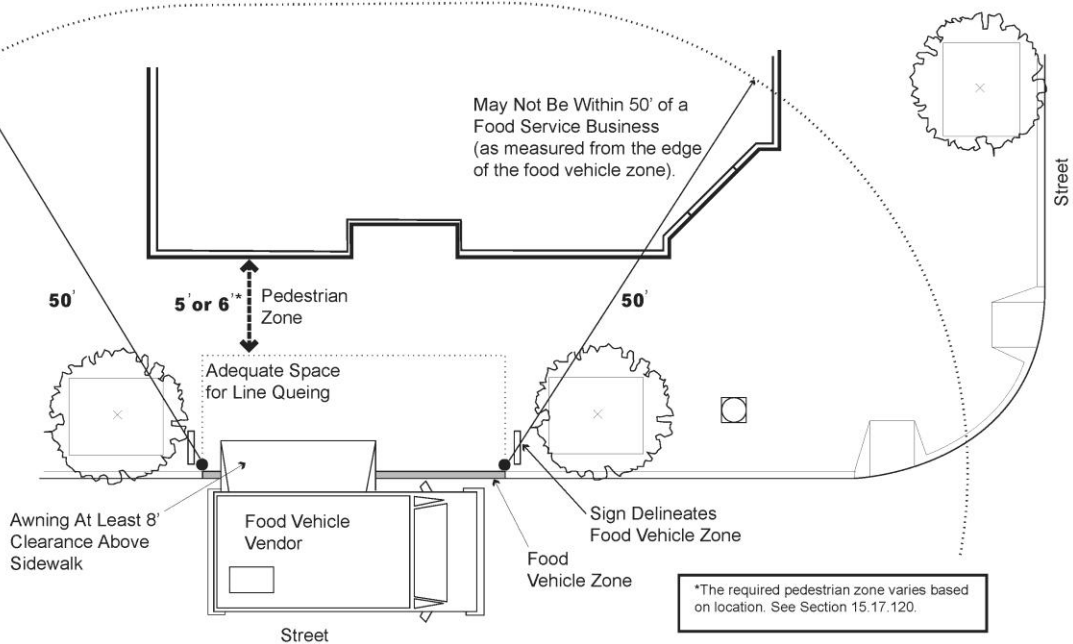 May Not Be Within 50' of a
Food Service Business
(as measured from the edge
of the food vehicle zone).
Street
50'
5'or 6'*
Pedestrian
Zone
50'
Adequate Space
for Line Queing
Awning At Least 8'
Clearance Above
Sidewalk
Food Vehicle
Vendor
Sign Delineates
Food Vehicle Zone
Food
Vehicle Zone
*The required pedestrian zone varies based
on location. See Section 15.17.120.
Street